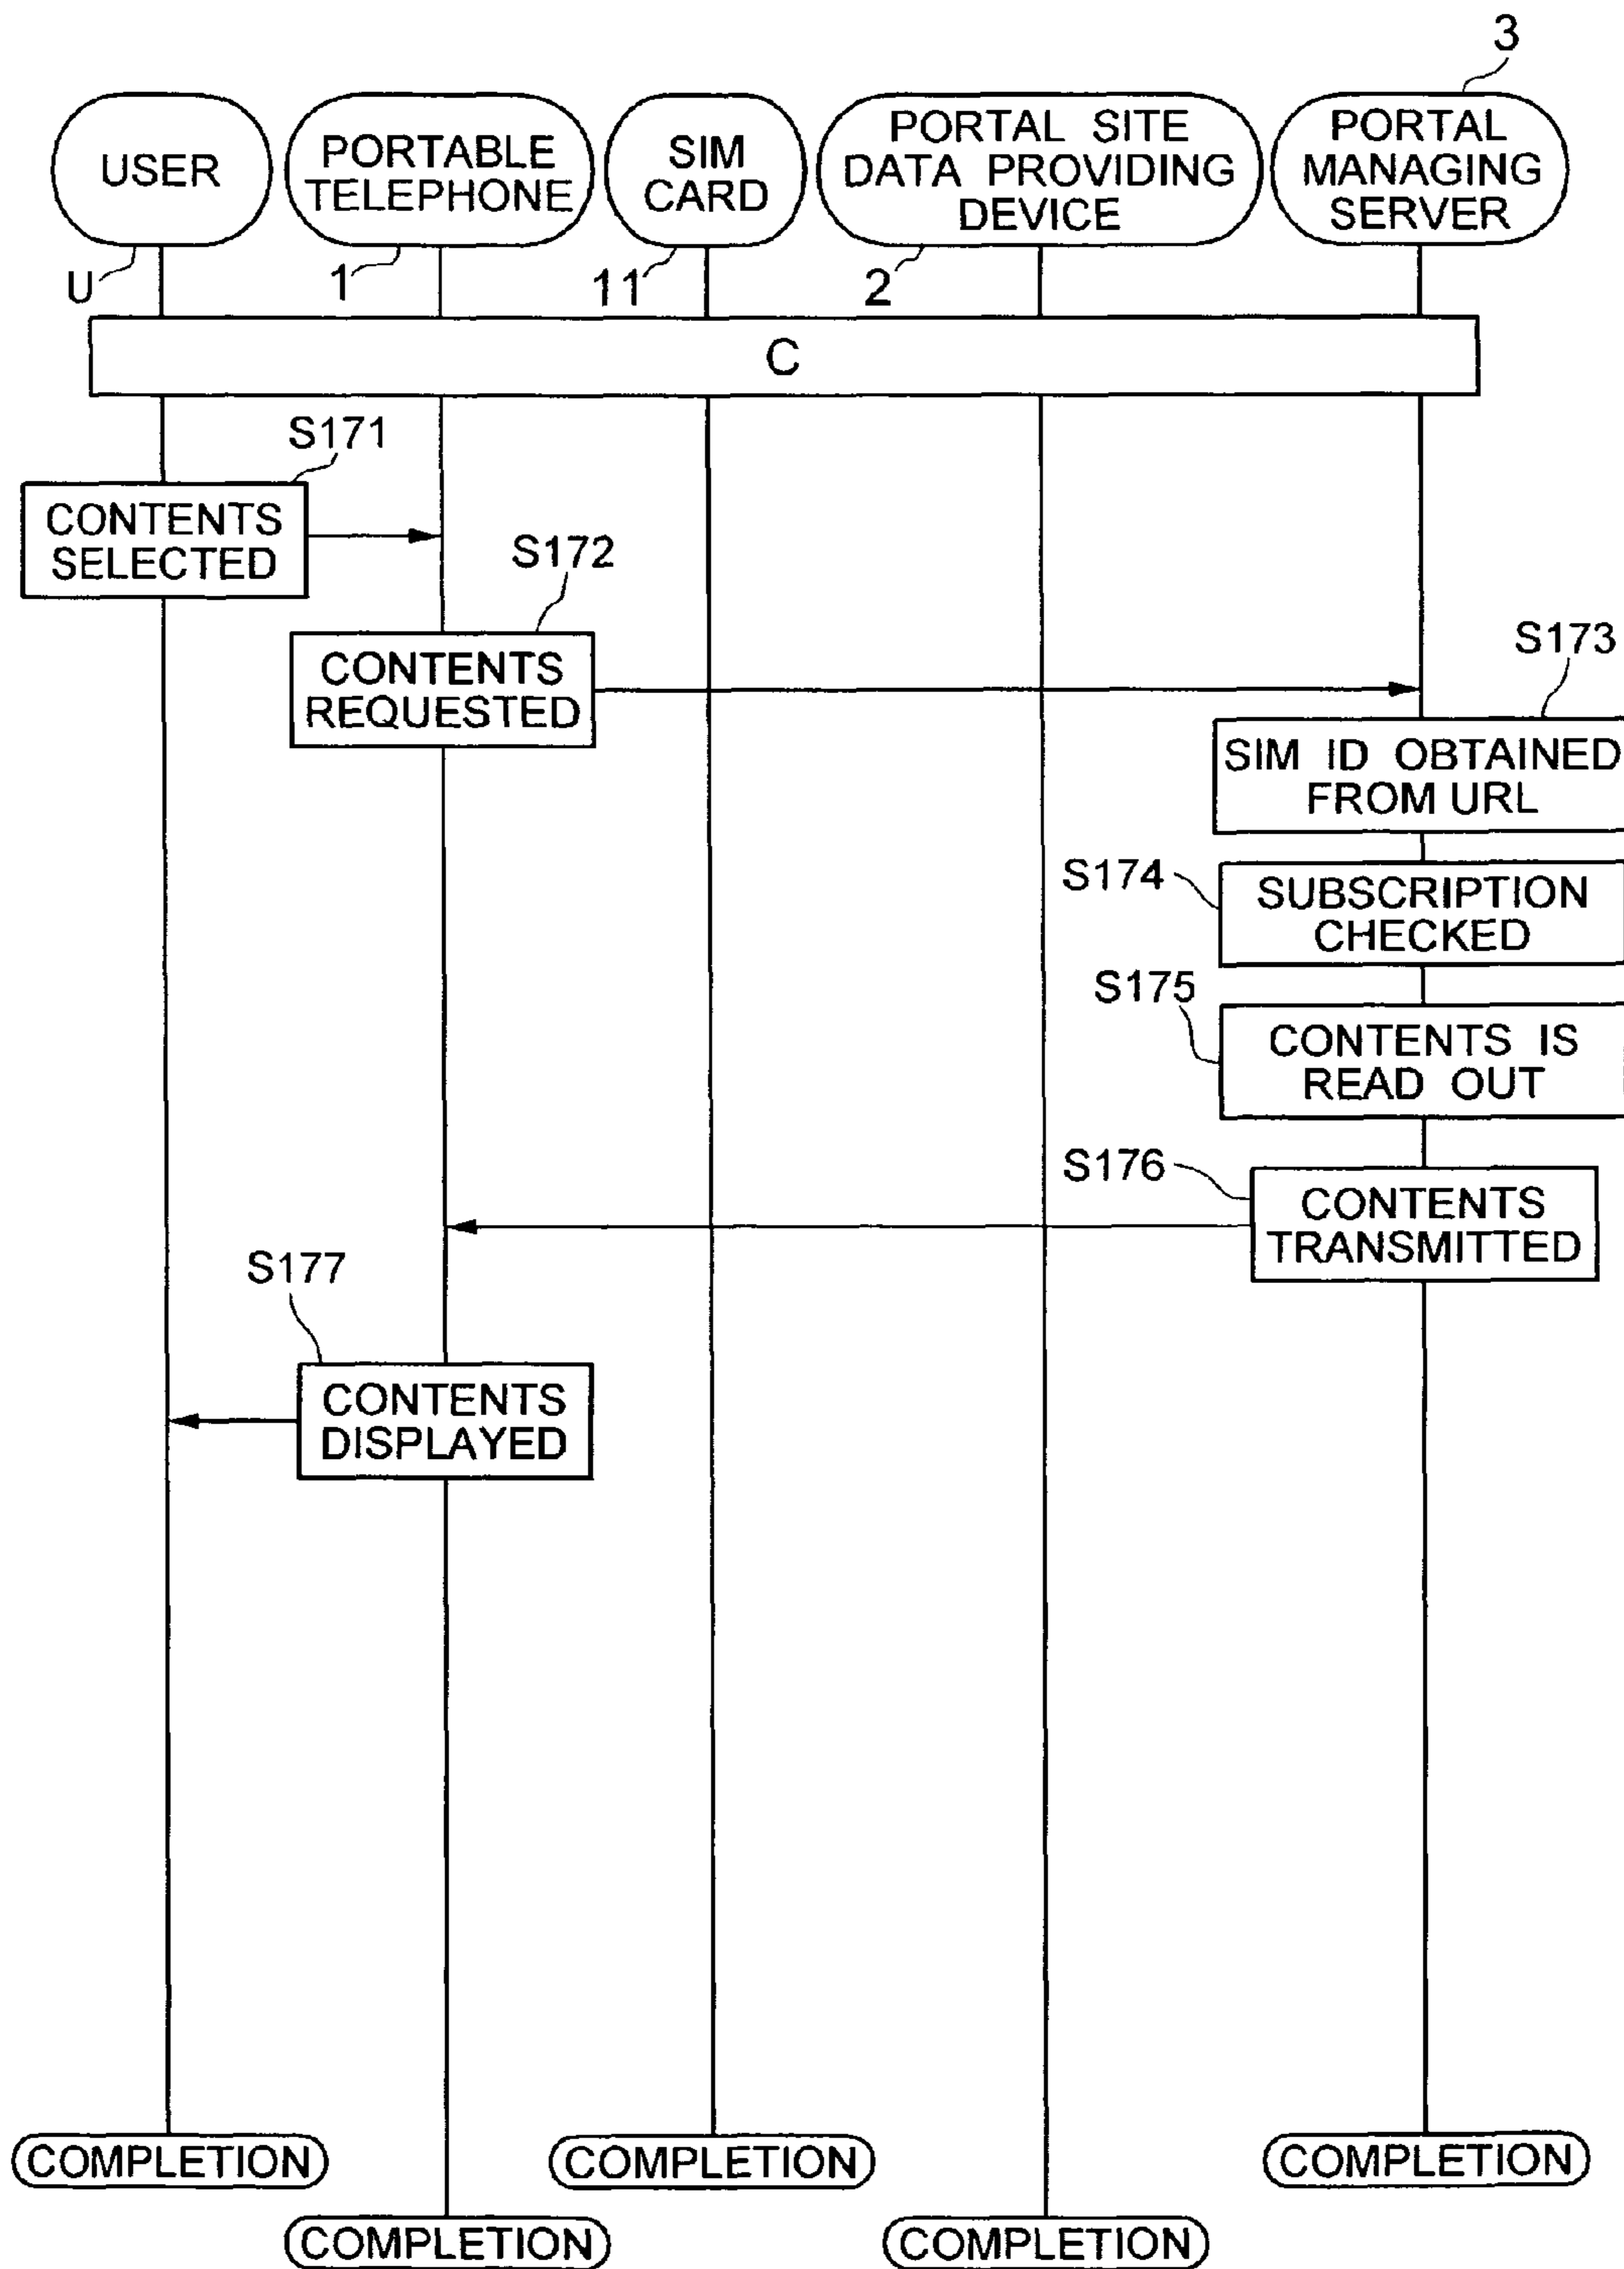 3
USER
PORTABLE
TELEPHONE
SIM
CARD
PORTAL SITE
DATA PROVIDING
DEVICE
PORTAL
MANAGING
SERVER
U
1
11
2
C
S171
CONTENTS
SELECTED
S172
CONTENTS
REQUESTED
S173
SIM ID OBTAINED
FROM URL
S174
SUBSCRIPTION
CHECKED
S175
CONTENTS IS
READ OUT
S176
CONTENTS
TRANSMITTED
S177
CONTENTS
DISPLAYED
COMPLETION
COMPLETION
COMPLETION
COMPLETION
COMPLETION